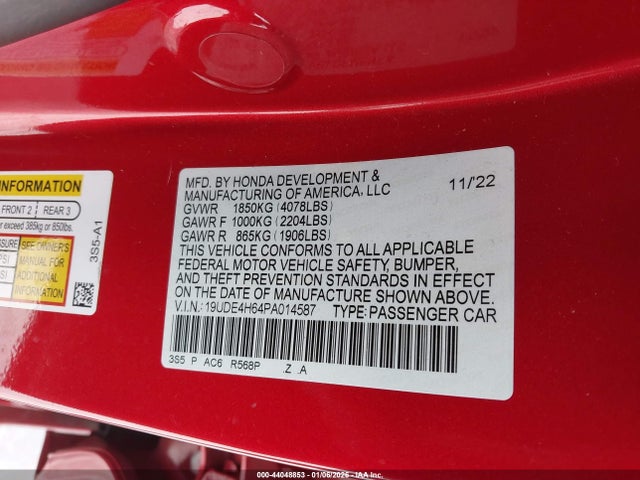 INFORMATION
FRONT 2 REAR 3
exceed 385kg or 850lbs.
SEE OWNER'S
MANUAL FOR
ADDITIONAL
INFORMATION
3S5-A1
MFD. BY HONDA DEVELOPMENT & 11/'22
MANUFACTURING OF AMERICA, LLC
GVWR 1850KG (4078LBS)
GAWR F 1000KG (2204LBS)
GAWR R 865KG (1906LBS)
THIS VEHICLE CONFORMS TO ALL APPLICABLE
FEDERAL MOTOR VEHICLE SAFETY, BUMPER,
AND THEFT PREVENTION STANDARDS IN EFFECT
ON THE DATE OF MANUFACTURE SHOWN ABOVE.
V.I.N.: 19UDE4H64PA014587 TYPE: PASSENGER CAR
3S5 P AC6 R568P .Z .A
000-44048853 - 01/06/2026 - IAA Inc.